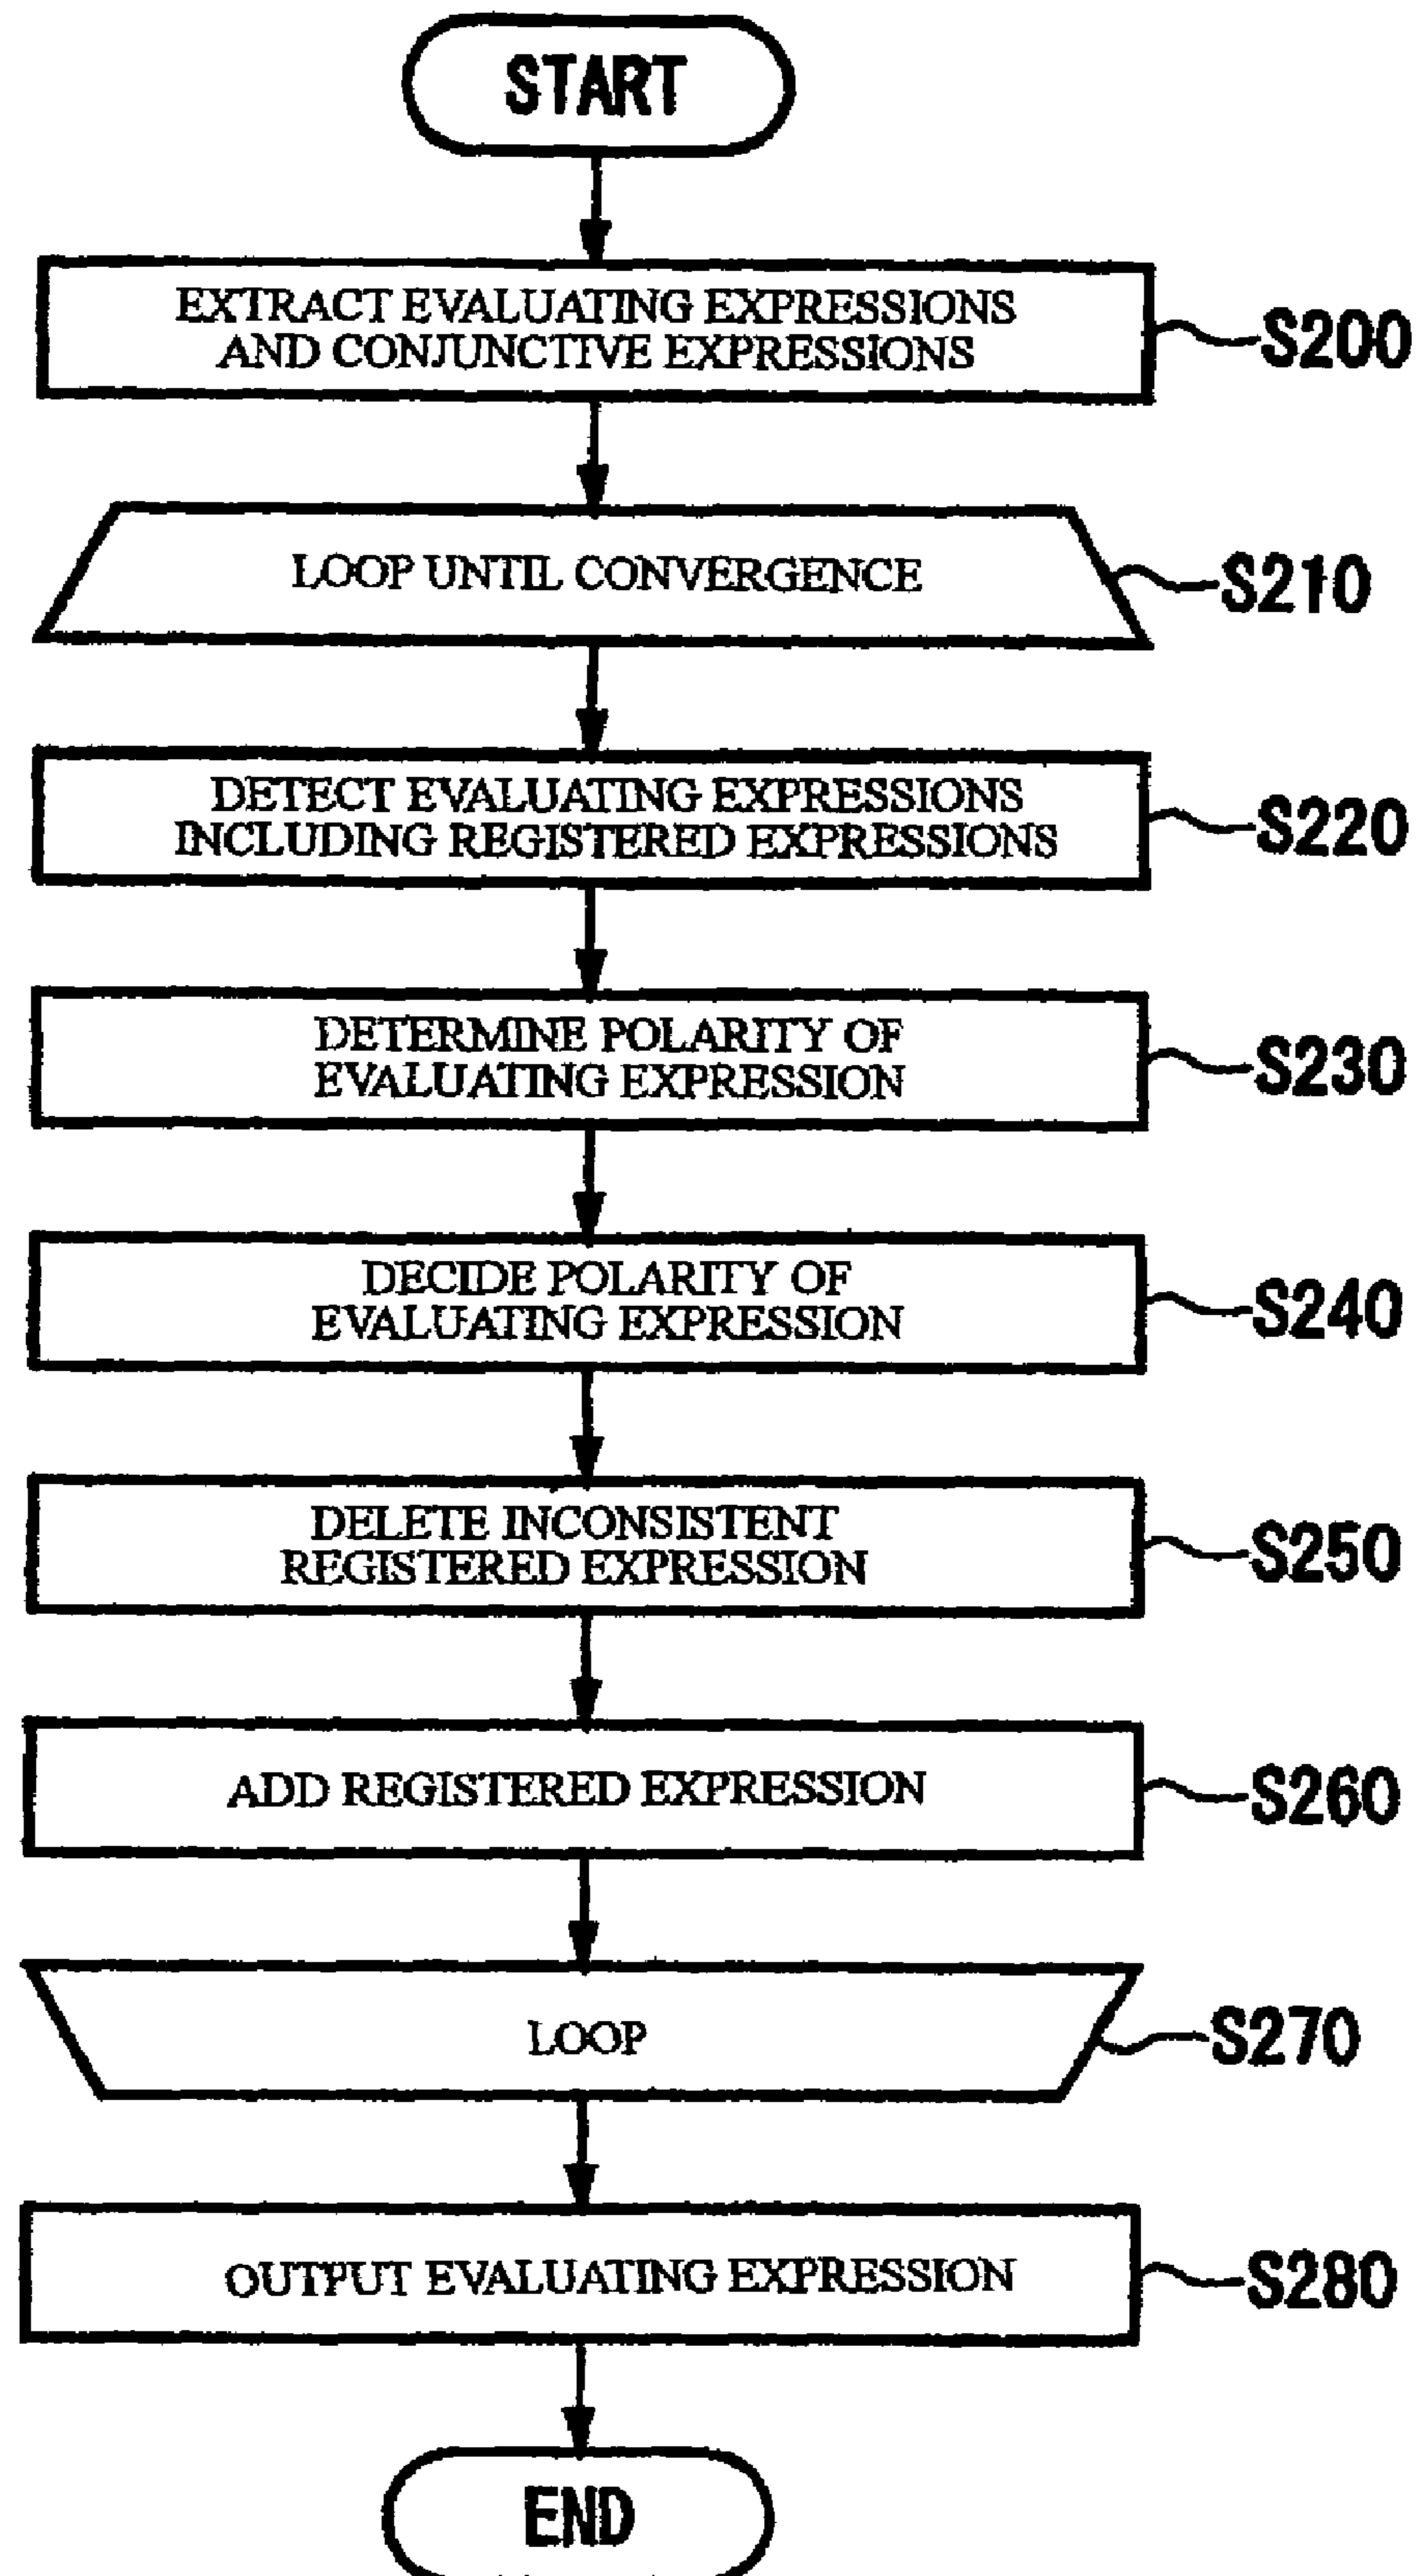 START
EXTRACT EVALUATING EXPRESSIONS
AND CONJUNCTIVE EXPRESSIONS
S200
LOOP UNTIL CONVERGENCE
S210
DETECT EVALUATING EXPRESSIONS
INCLUDING REGISTERED EXPRESSIONS
S220
DETERMINE POLARITY OF
EVALUATING EXPRESSION
S230
DECIDE POLARITY OF
EVALUATING EXPRESSION
S240
DELETE INCONSISTENT
REGISTERED EXPRESSION
S250
ADD REGISTERED EXPRESSION
S260
LOOP
S270
OUTPUT EVALUATING EXPRESSION
S280
END